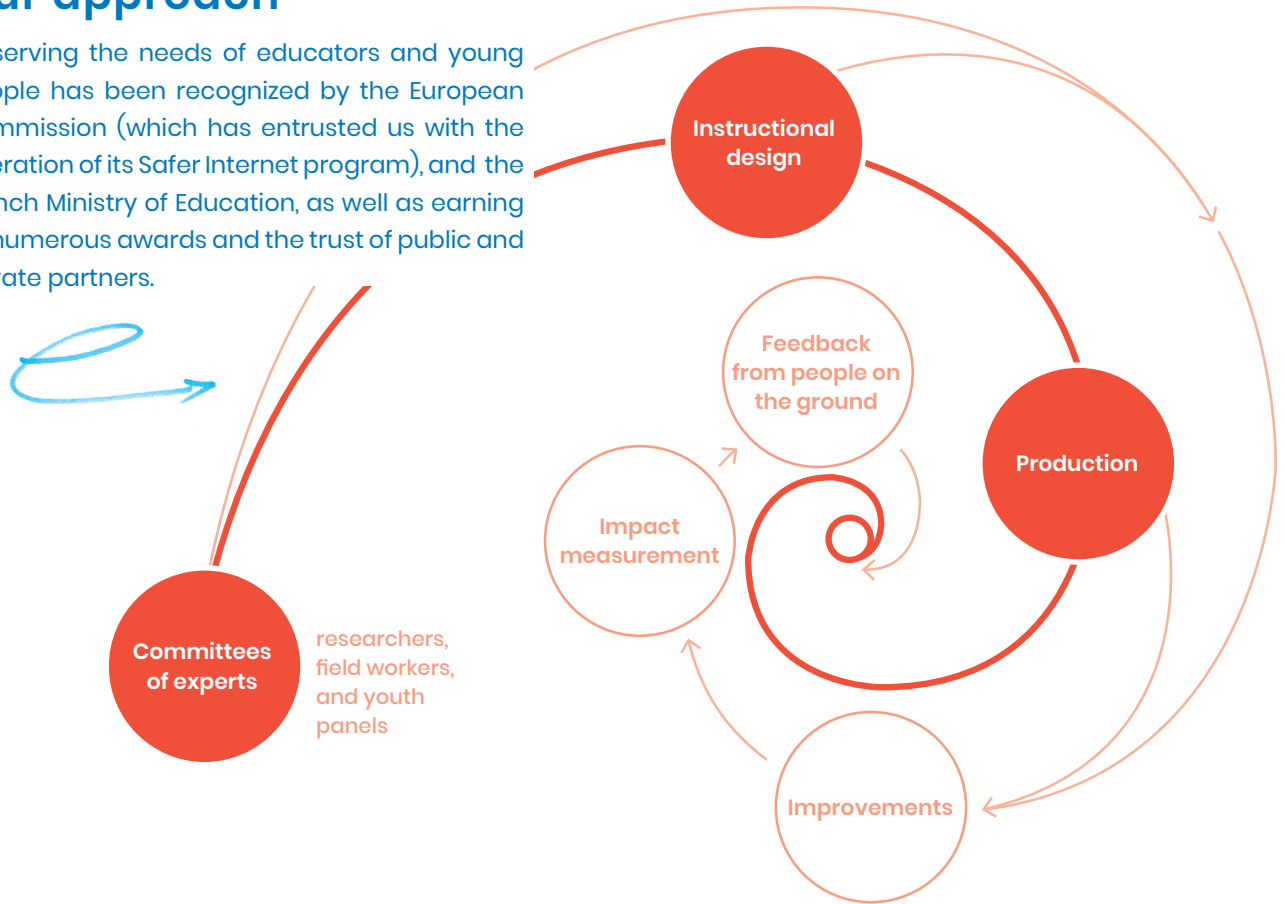 ur approach
serving the needs of educators and young
ople has been recognized by the European
mmission (which has entrusted us with the
eration of its Safer Internet program), and the
nch Ministry of Education, as well as earning
numerous awards and the trust of public and
vate partners.
Instructional
design
Feedback
from people on
the ground
Production
Impact
measurement
Committees
of experts
researchers,
field workers,
and youth
panels
Improvements